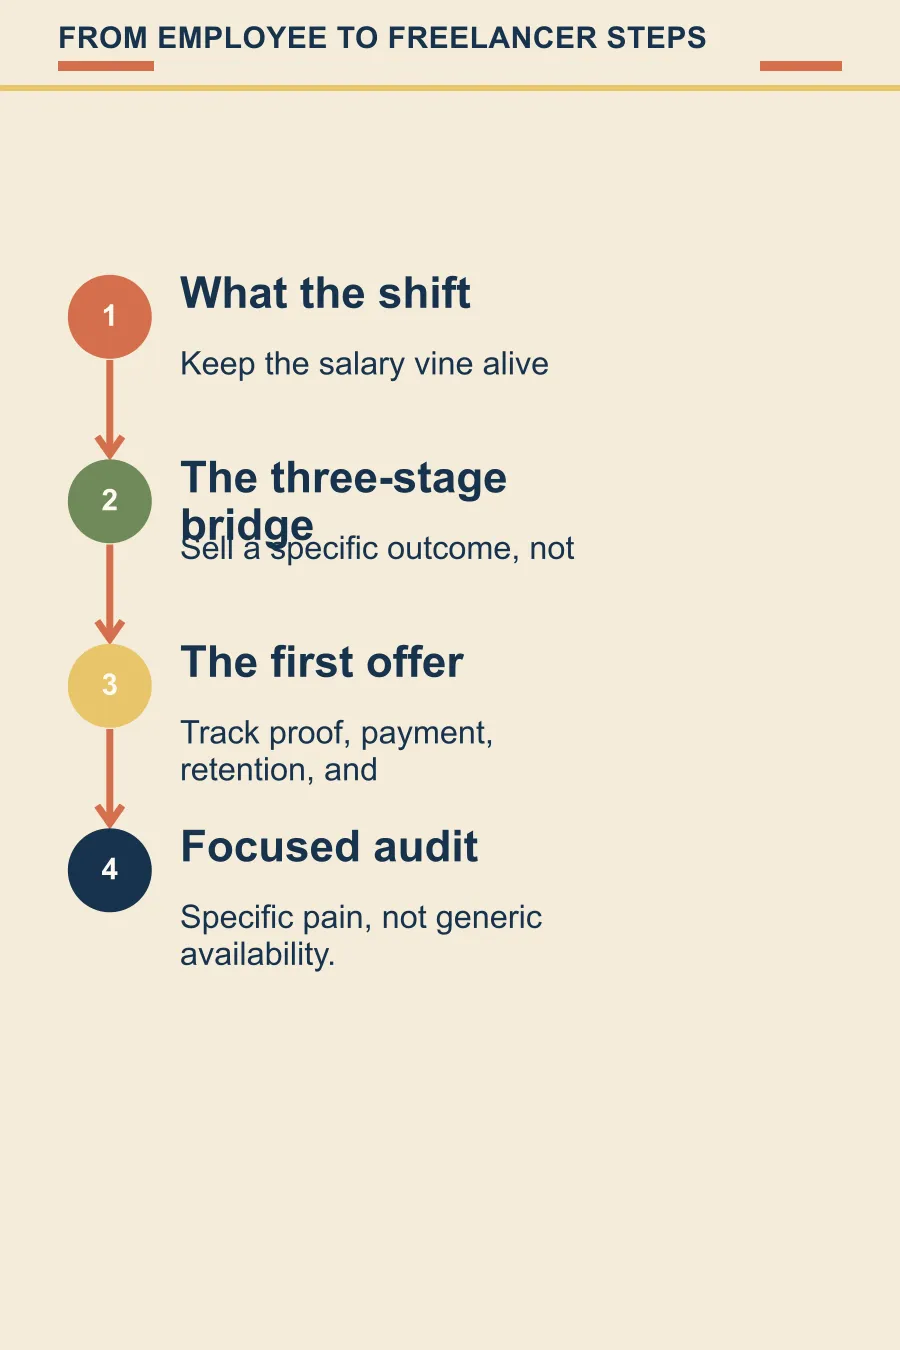 FROM EMPLOYEE TO FREELANCER STEPS
1
What the shift
Keep the salary vine alive
2
The three-stage
bridge
Sell a specific outcome, not
3
The first offer
Track proof, payment,
retention, and
4
Focused audit
Specific pain, not generic
availability.